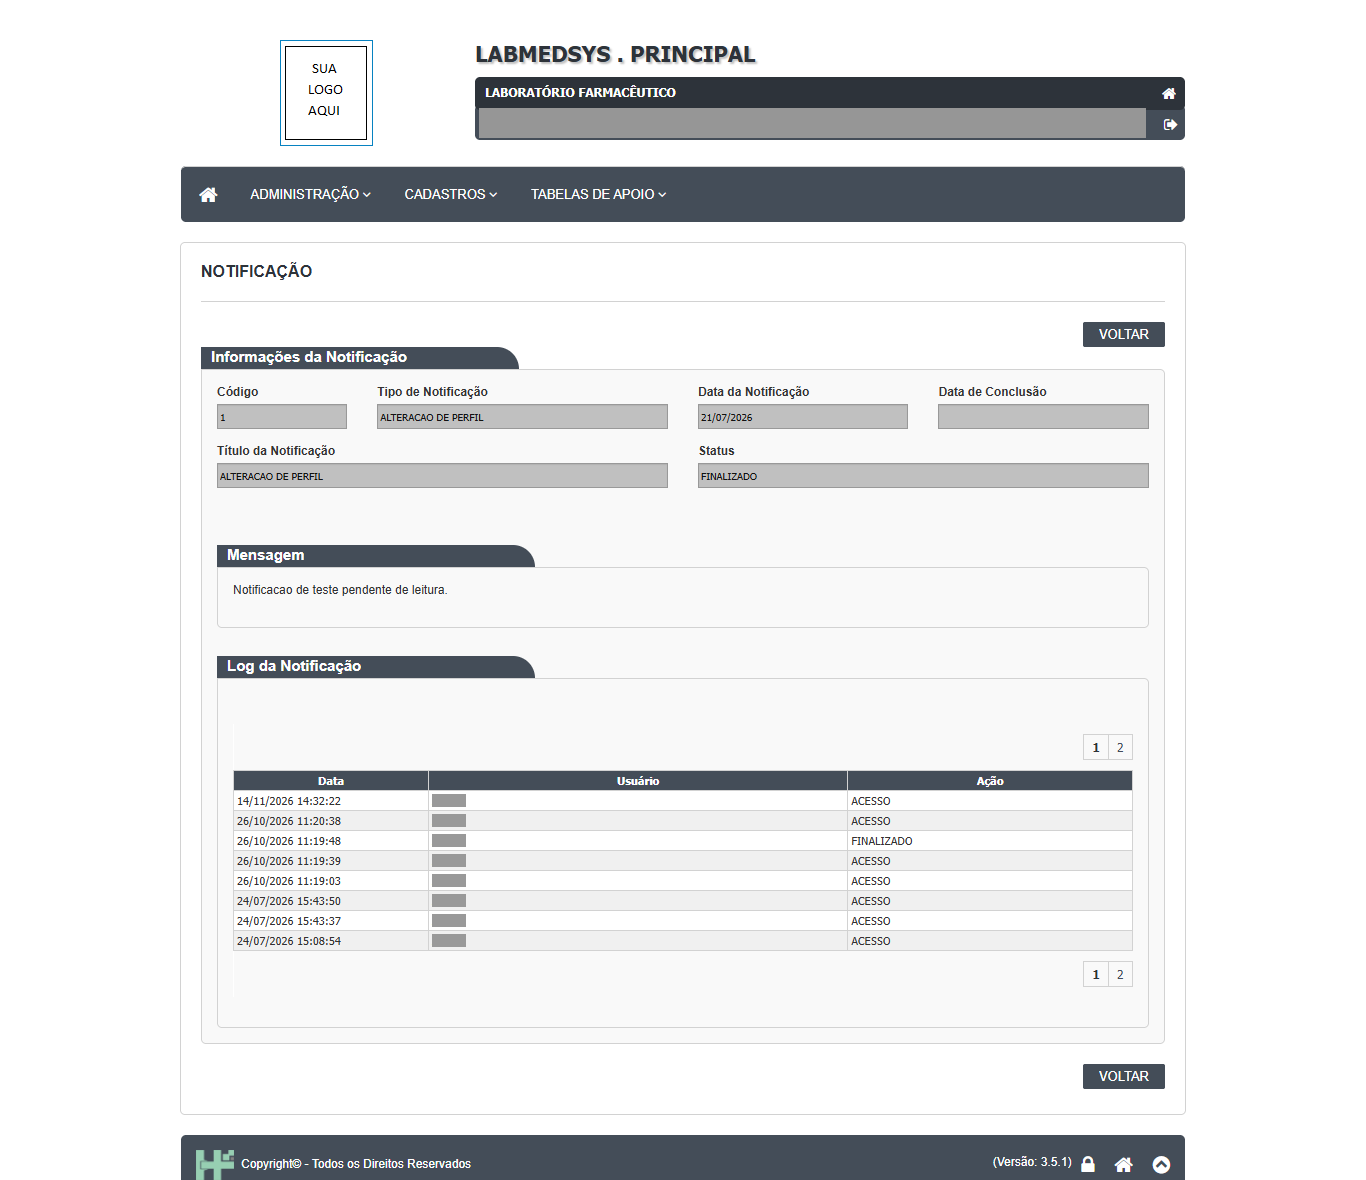 SUA
LOGO
AQUI
LABMEDSYS . PRINCIPAL
LABORATÓRIO FARMACÊUTICO
ADMINISTRAÇÃO CADASTROS TABELAS DE APOIO
NOTIFICAÇÃO
VOLTAR
Informações da Notificação
Código Tipo de Notificação Data da Notificação Data de Conclusão
1 ALTERACAO DE PERFIL 21/07/2026
Título da Notificação Status
ALTERACAO DE PERFIL FINALIZADO
Mensagem
Notificacao de teste pendente de leitura.
Log da Notificação
1 2
Data Usuário Ação
14/11/2026 14:32:22 ACESSO
26/10/2026 11:20:38 ACESSO
26/10/2026 11:19:48 FINALIZADO
26/10/2026 11:19:39 ACESSO
26/10/2026 11:19:03 ACESSO
24/07/2026 15:43:50 ACESSO
24/07/2026 15:43:37 ACESSO
24/07/2026 15:08:54 ACESSO
1 2
VOLTAR
Copyright© - Todos os Direitos Reservados (Versão: 3.5.1)